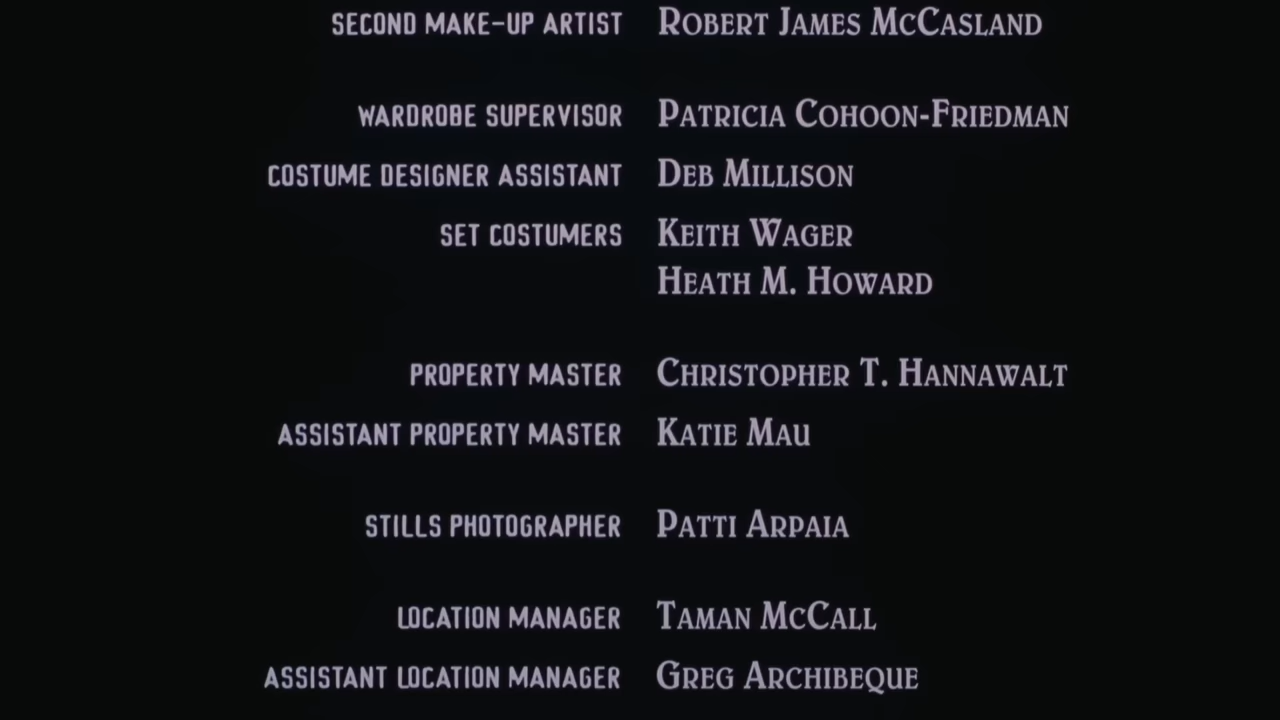 SECOND MAKE-UP ARTIST ROBERT JAMES MCCASLAND
WARDROBE SUPERVISOR PATRICIA COHOON-FRIEDMAN
COSTUME DESIGNER ASSISTANT DEB MILLISON
SET COSTUMERS KEITH WAGER
HEATH M. HOWARD
PROPERTY MASTER CHRISTOPHER T. HANNAWALT
ASSISTANT PROPERTY MASTER KATIE MAU
STILLS PHOTOGRAPHER PATTI ARPAIA
LOCATION MANAGER TAMAN MCCALL
ASSISTANT LOCATION MANAGER GREG ARCHIBEQUE